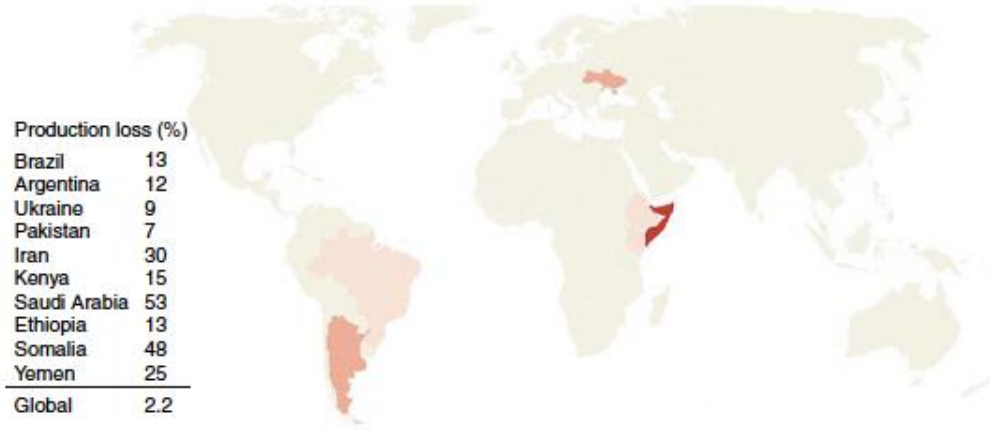 Production loss (%)
Brazil 13
Argentina 12
Ukraine 9
Pakistan 7
Iran 30
Kenya 15
Saudi Arabia 53
Ethiopia 13
Somalia 48
Yemen 25
Global 2.2